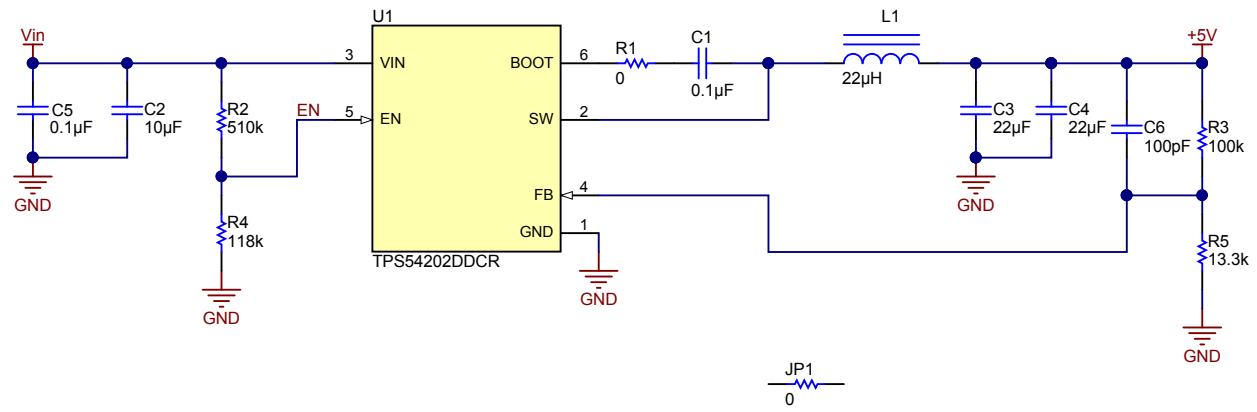 U1
L1
Vin
+5V
3
VIN
BOOT
6
R1
0
C1
0.1µF
22µH
C5
0.1µF
C2
10µF
R2
510k
EN
5
EN
SW
2
C3
22µF
C4
22µF
C6
100pF
R3
100k
GND
R4
118k
FB
4
GND
1
GND
TPS54202DDCR
GND
GND
R5
13.3k
GND
JP1
0